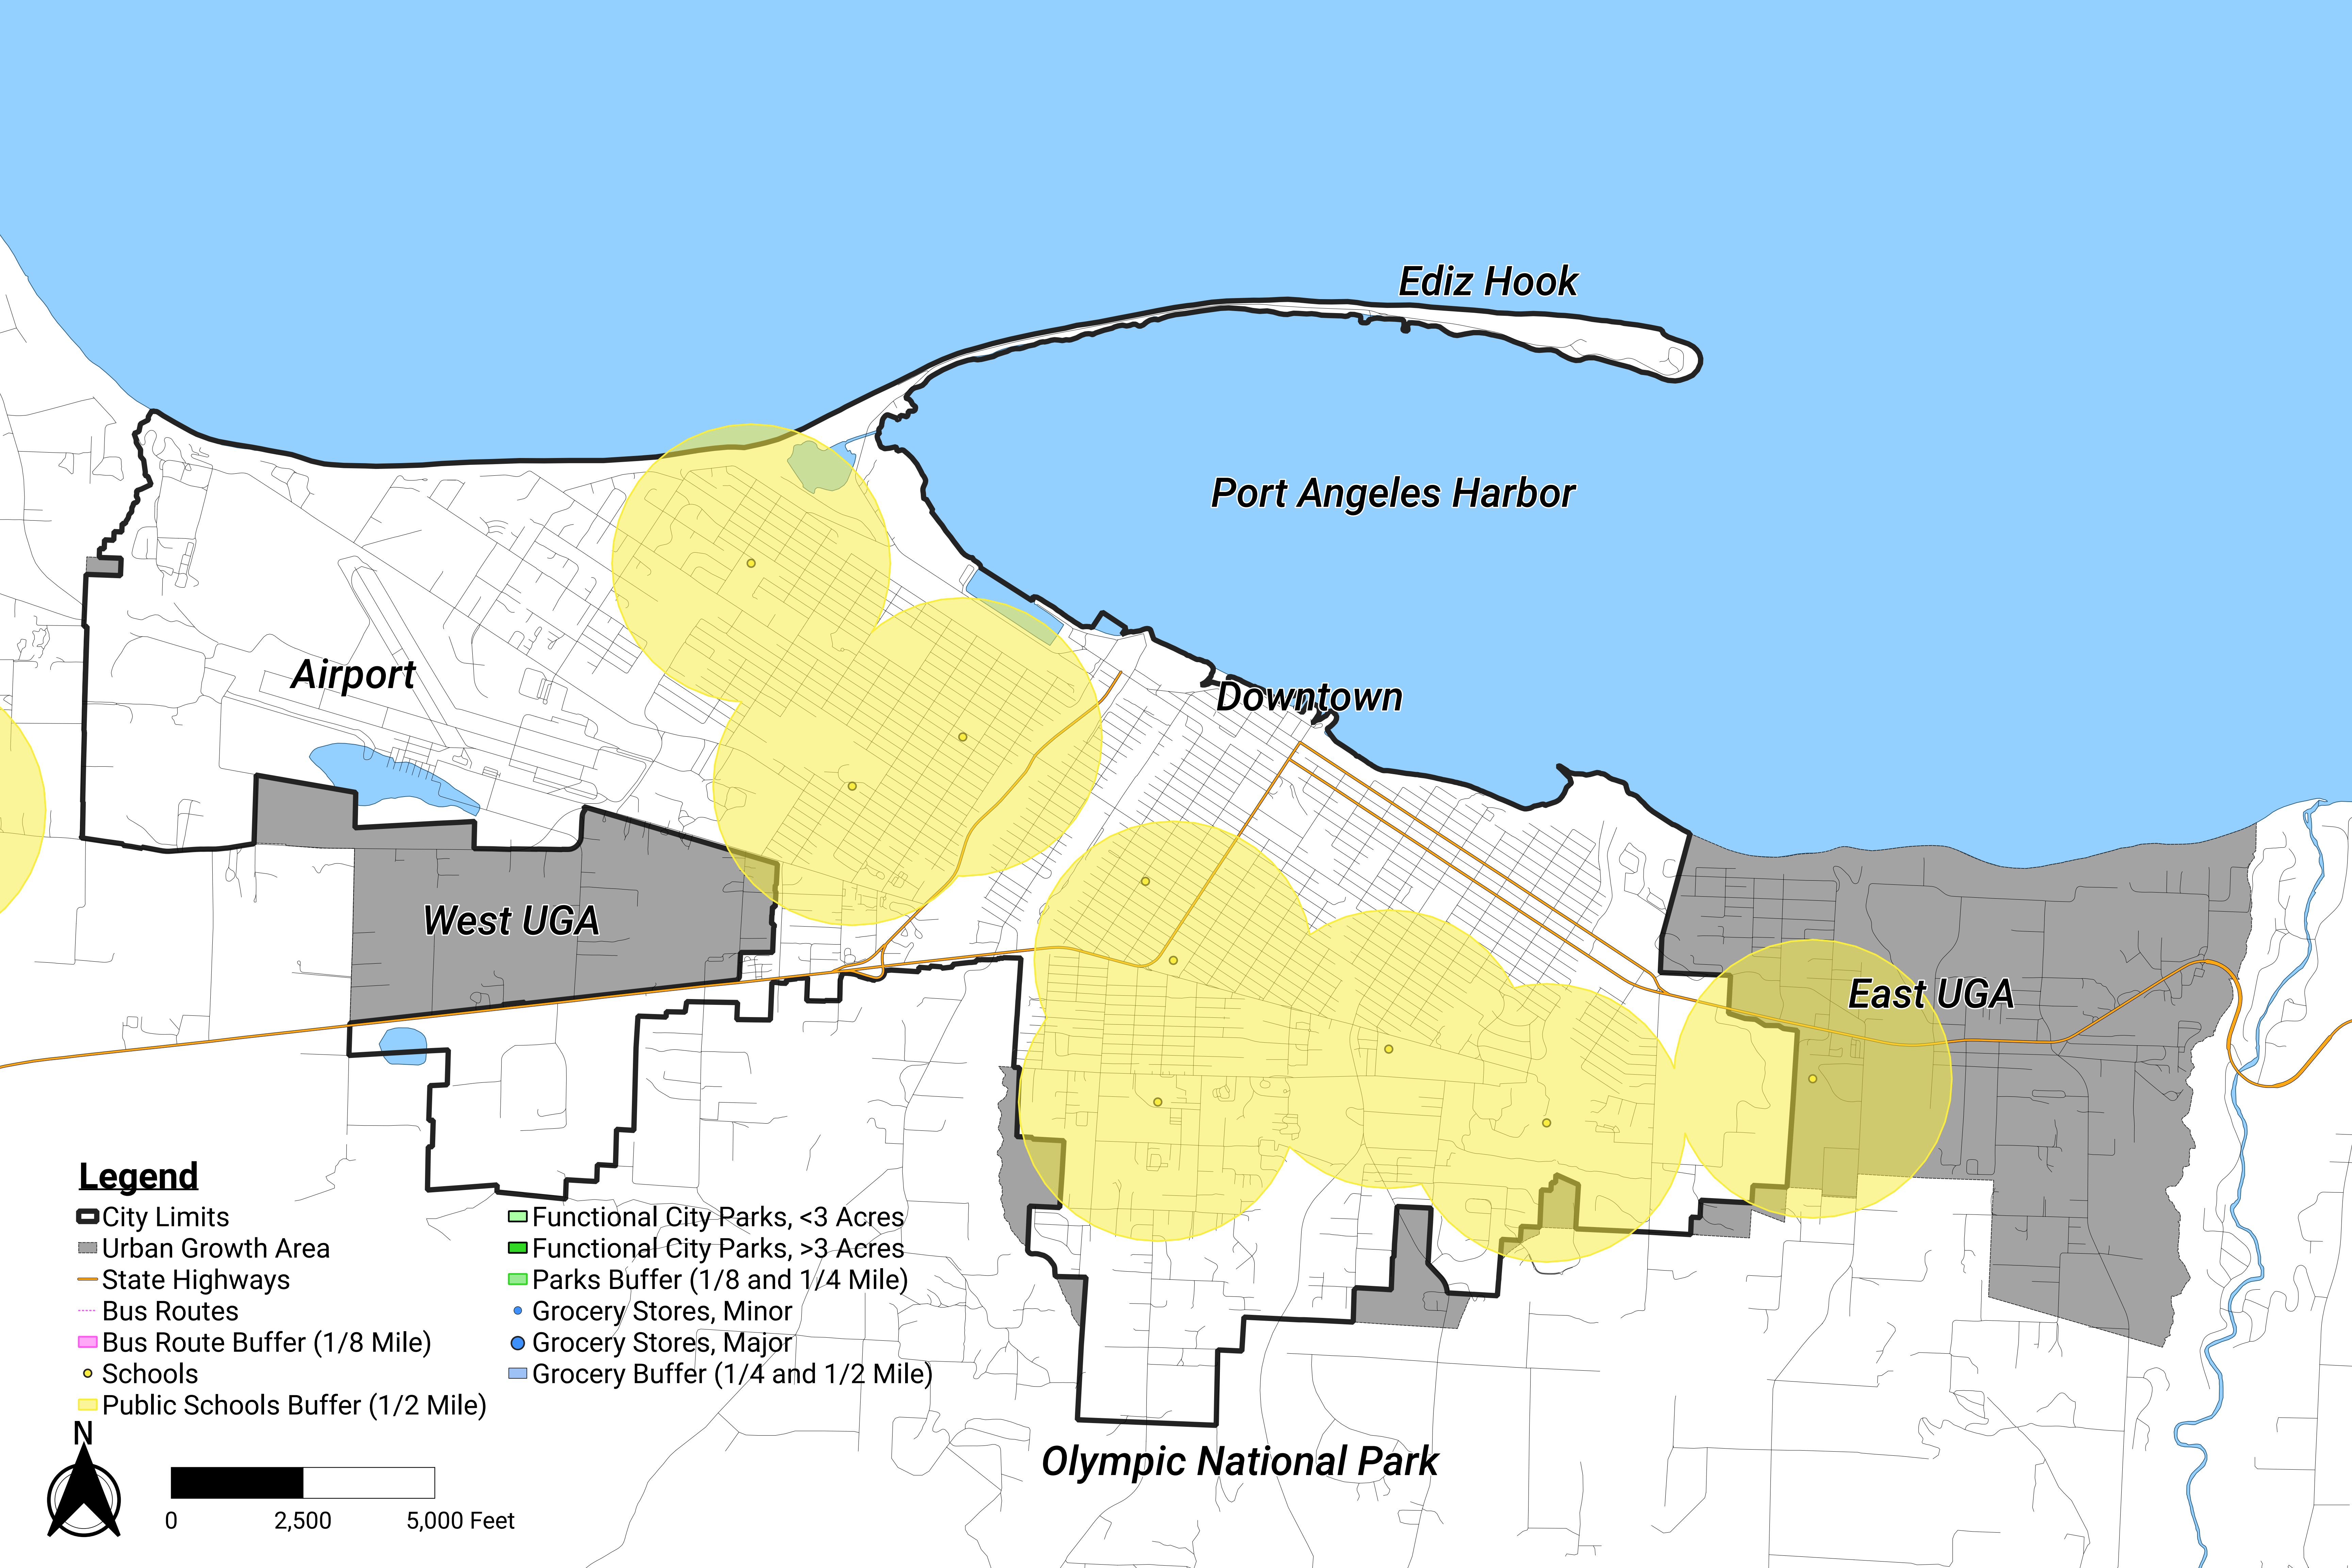 Ediz Hook
Port Angeles Harbor
Airport
Downtown
West UGA
East UGA
Legend
City Limits
Urban Growth Area
State Highways
Bus Routes
Bus Route Buffer (1/8 Mile)
Schools
Public Schools Buffer (1/2 Mile)
Functional City Parks, <3 Acres
Functional City Parks, >3 Acres
Parks Buffer (1/8 and 1/4 Mile)
Grocery Stores, Minor
Grocery Stores, Major
Grocery Buffer (1/4 and 1/2 Mile)
N
Olympic National Park
0 2,500 5,000 Feet